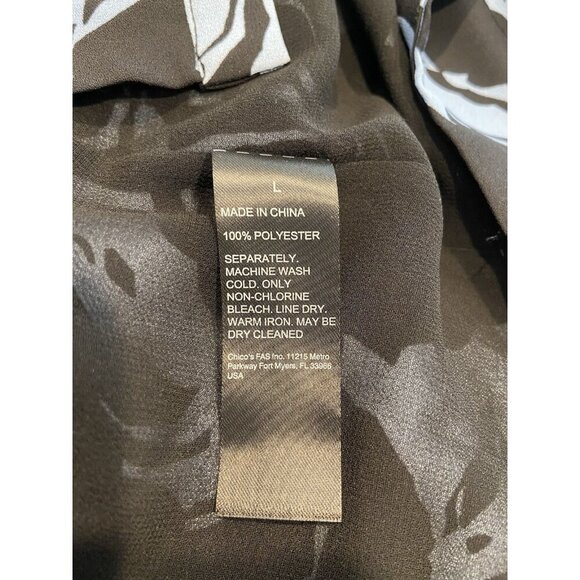 L
MADE IN CHINA
100% POLYESTER
SEPARATELY.
MACHINE WASH
COLD. ONLY
NON-CHLORINE
BLEACH. LINE DRY.
WARM IRON. MAY BE
DRY CLEANED
Chico's FAS Inc. 11215 Metro
Parkway Fort Myers, FL 33966
USA